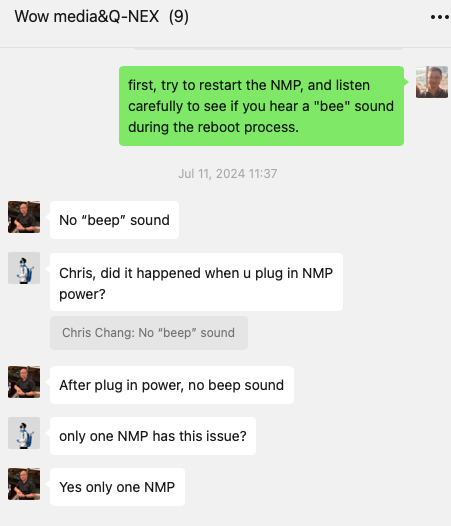 Wow media&Q-NEX (9)
first, try to restart the NMP, and listen
carefully to see if you hear a "bee" sound
during the reboot process.
Jul 11, 2024 11:37
No “beep” sound
Chris, did it happened when u plug in NMP
power?
Chris Chang: No “beep” sound
After plug in power, no beep sound
only one NMP has this issue?
Yes only one NMP